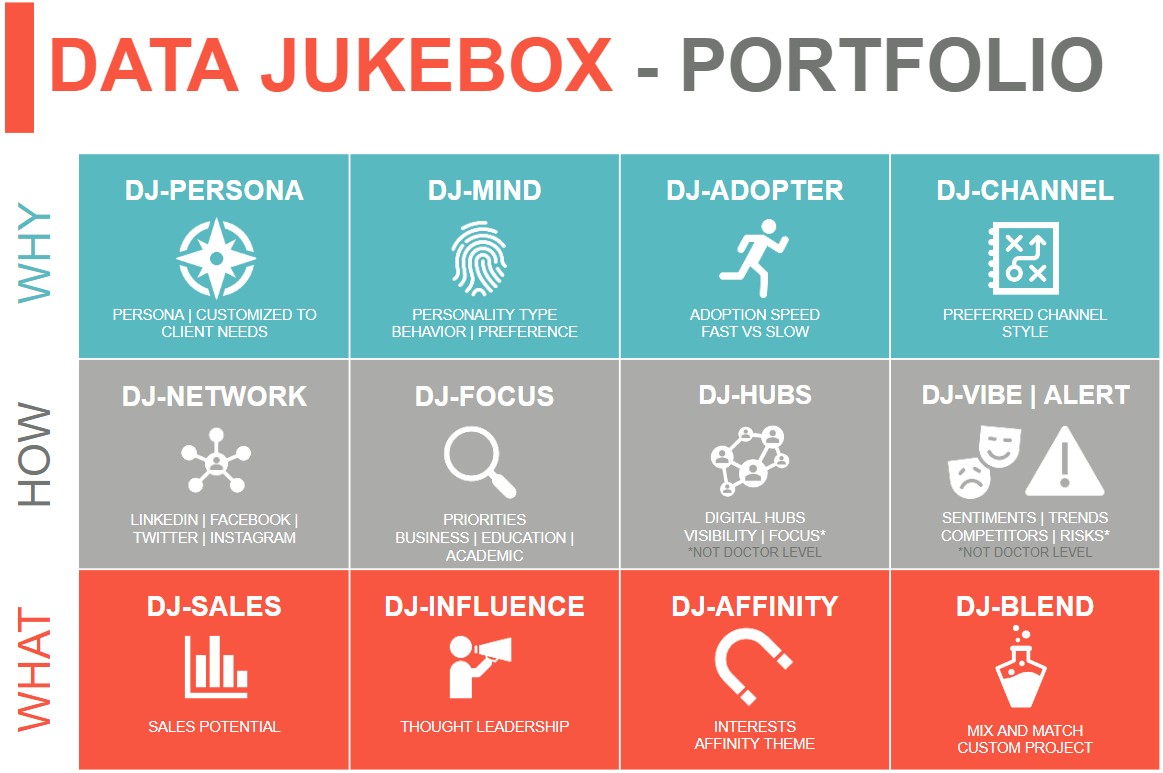 DATA JUKEBOX - PORTFOLIO
WHY
DJ-PERSONA
PERSONA | CUSTOMIZED TO
CLIENT NEEDS
DJ-MIND
PERSONALITY TYPE
BEHAVIOR | PREFERENCE
DJ-ADOPTER
ADOPTION SPEED
FAST VS SLOW
DJ-CHANNEL
PREFERRED CHANNEL
STYLE
HOW
DJ-NETWORK
LINKEDIN | FACEBOOK |
TWITTER | INSTAGRAM
DJ-FOCUS
PRIORITIES
BUSINESS | EDUCATION |
ACADEMIC
DJ-HUBS
DIGITAL HUBS
VISIBILITY | FOCUS*
*NOT DOCTOR LEVEL
DJ-VIBE | ALERT
SENTIMENTS | TRENDS
COMPETITORS | RISKS*
*NOT DOCTOR LEVEL
WHAT
DJ-SALES
SALES POTENTIAL
DJ-INFLUENCE
THOUGHT LEADERSHIP
DJ-AFFINITY
INTERESTS
AFFINITY THEME
DJ-BLEND
MIX AND MATCH
CUSTOM PROJECT